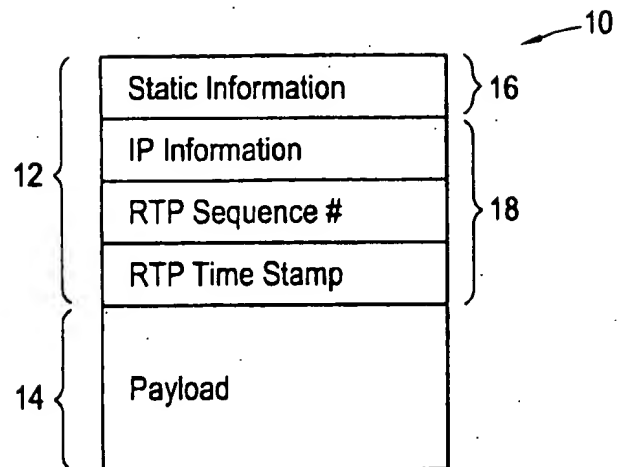 10
Static Information
16
IP Information
12
RTP Sequence #
18
RTP Time Stamp
14
Payload